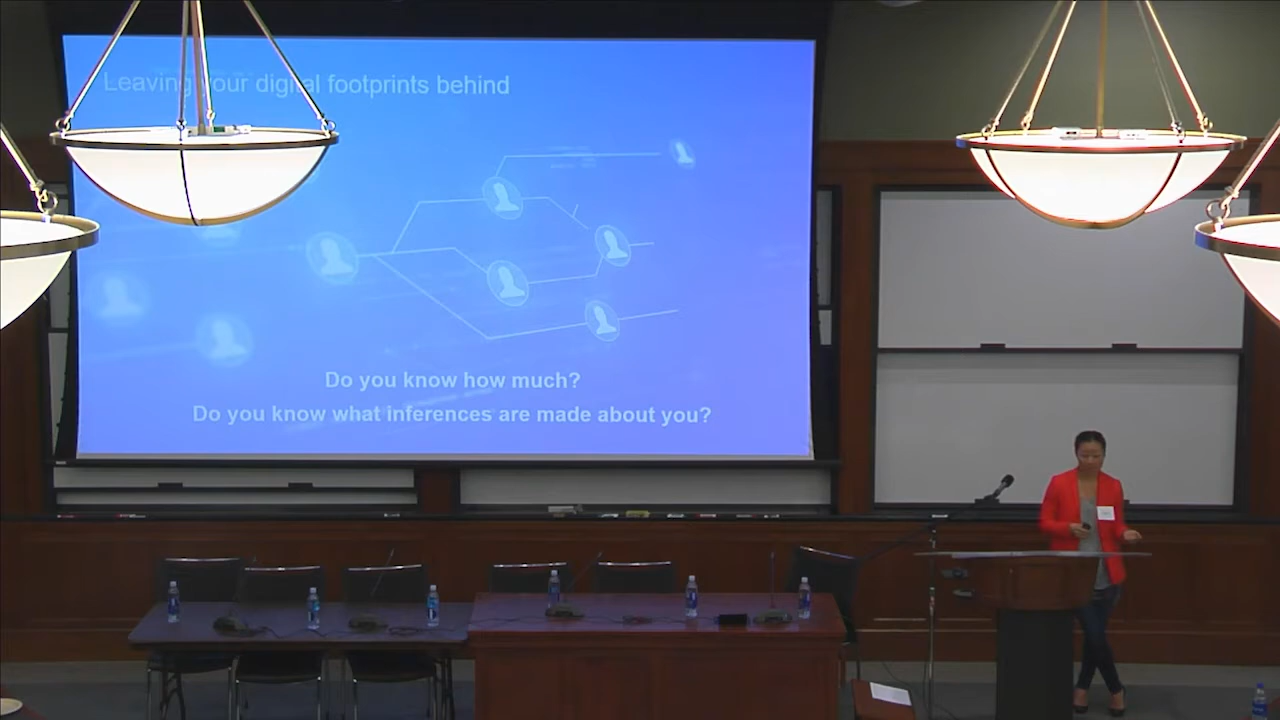 Leaving your digital footprints behind
Do you know how much?
Do you know what inferences are made about you?